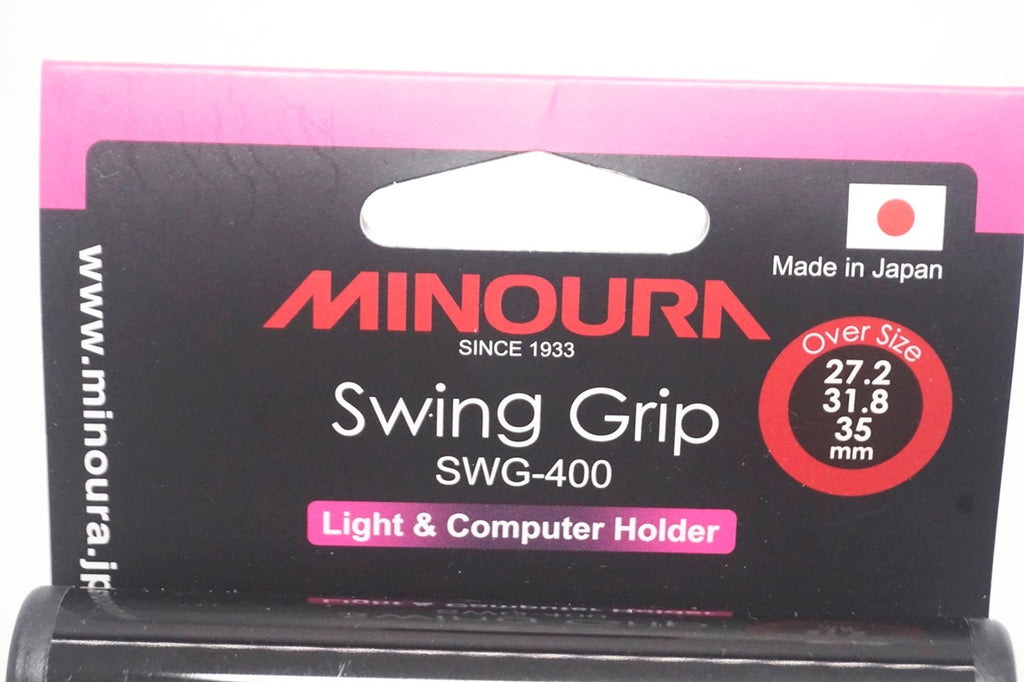 Made in Japan
MINOURA
SINCE 1933
Over Size
27.2
31.8
35
mm
Swing Grip
SWG-400
Light & Computer Holder
www.minoura.jp